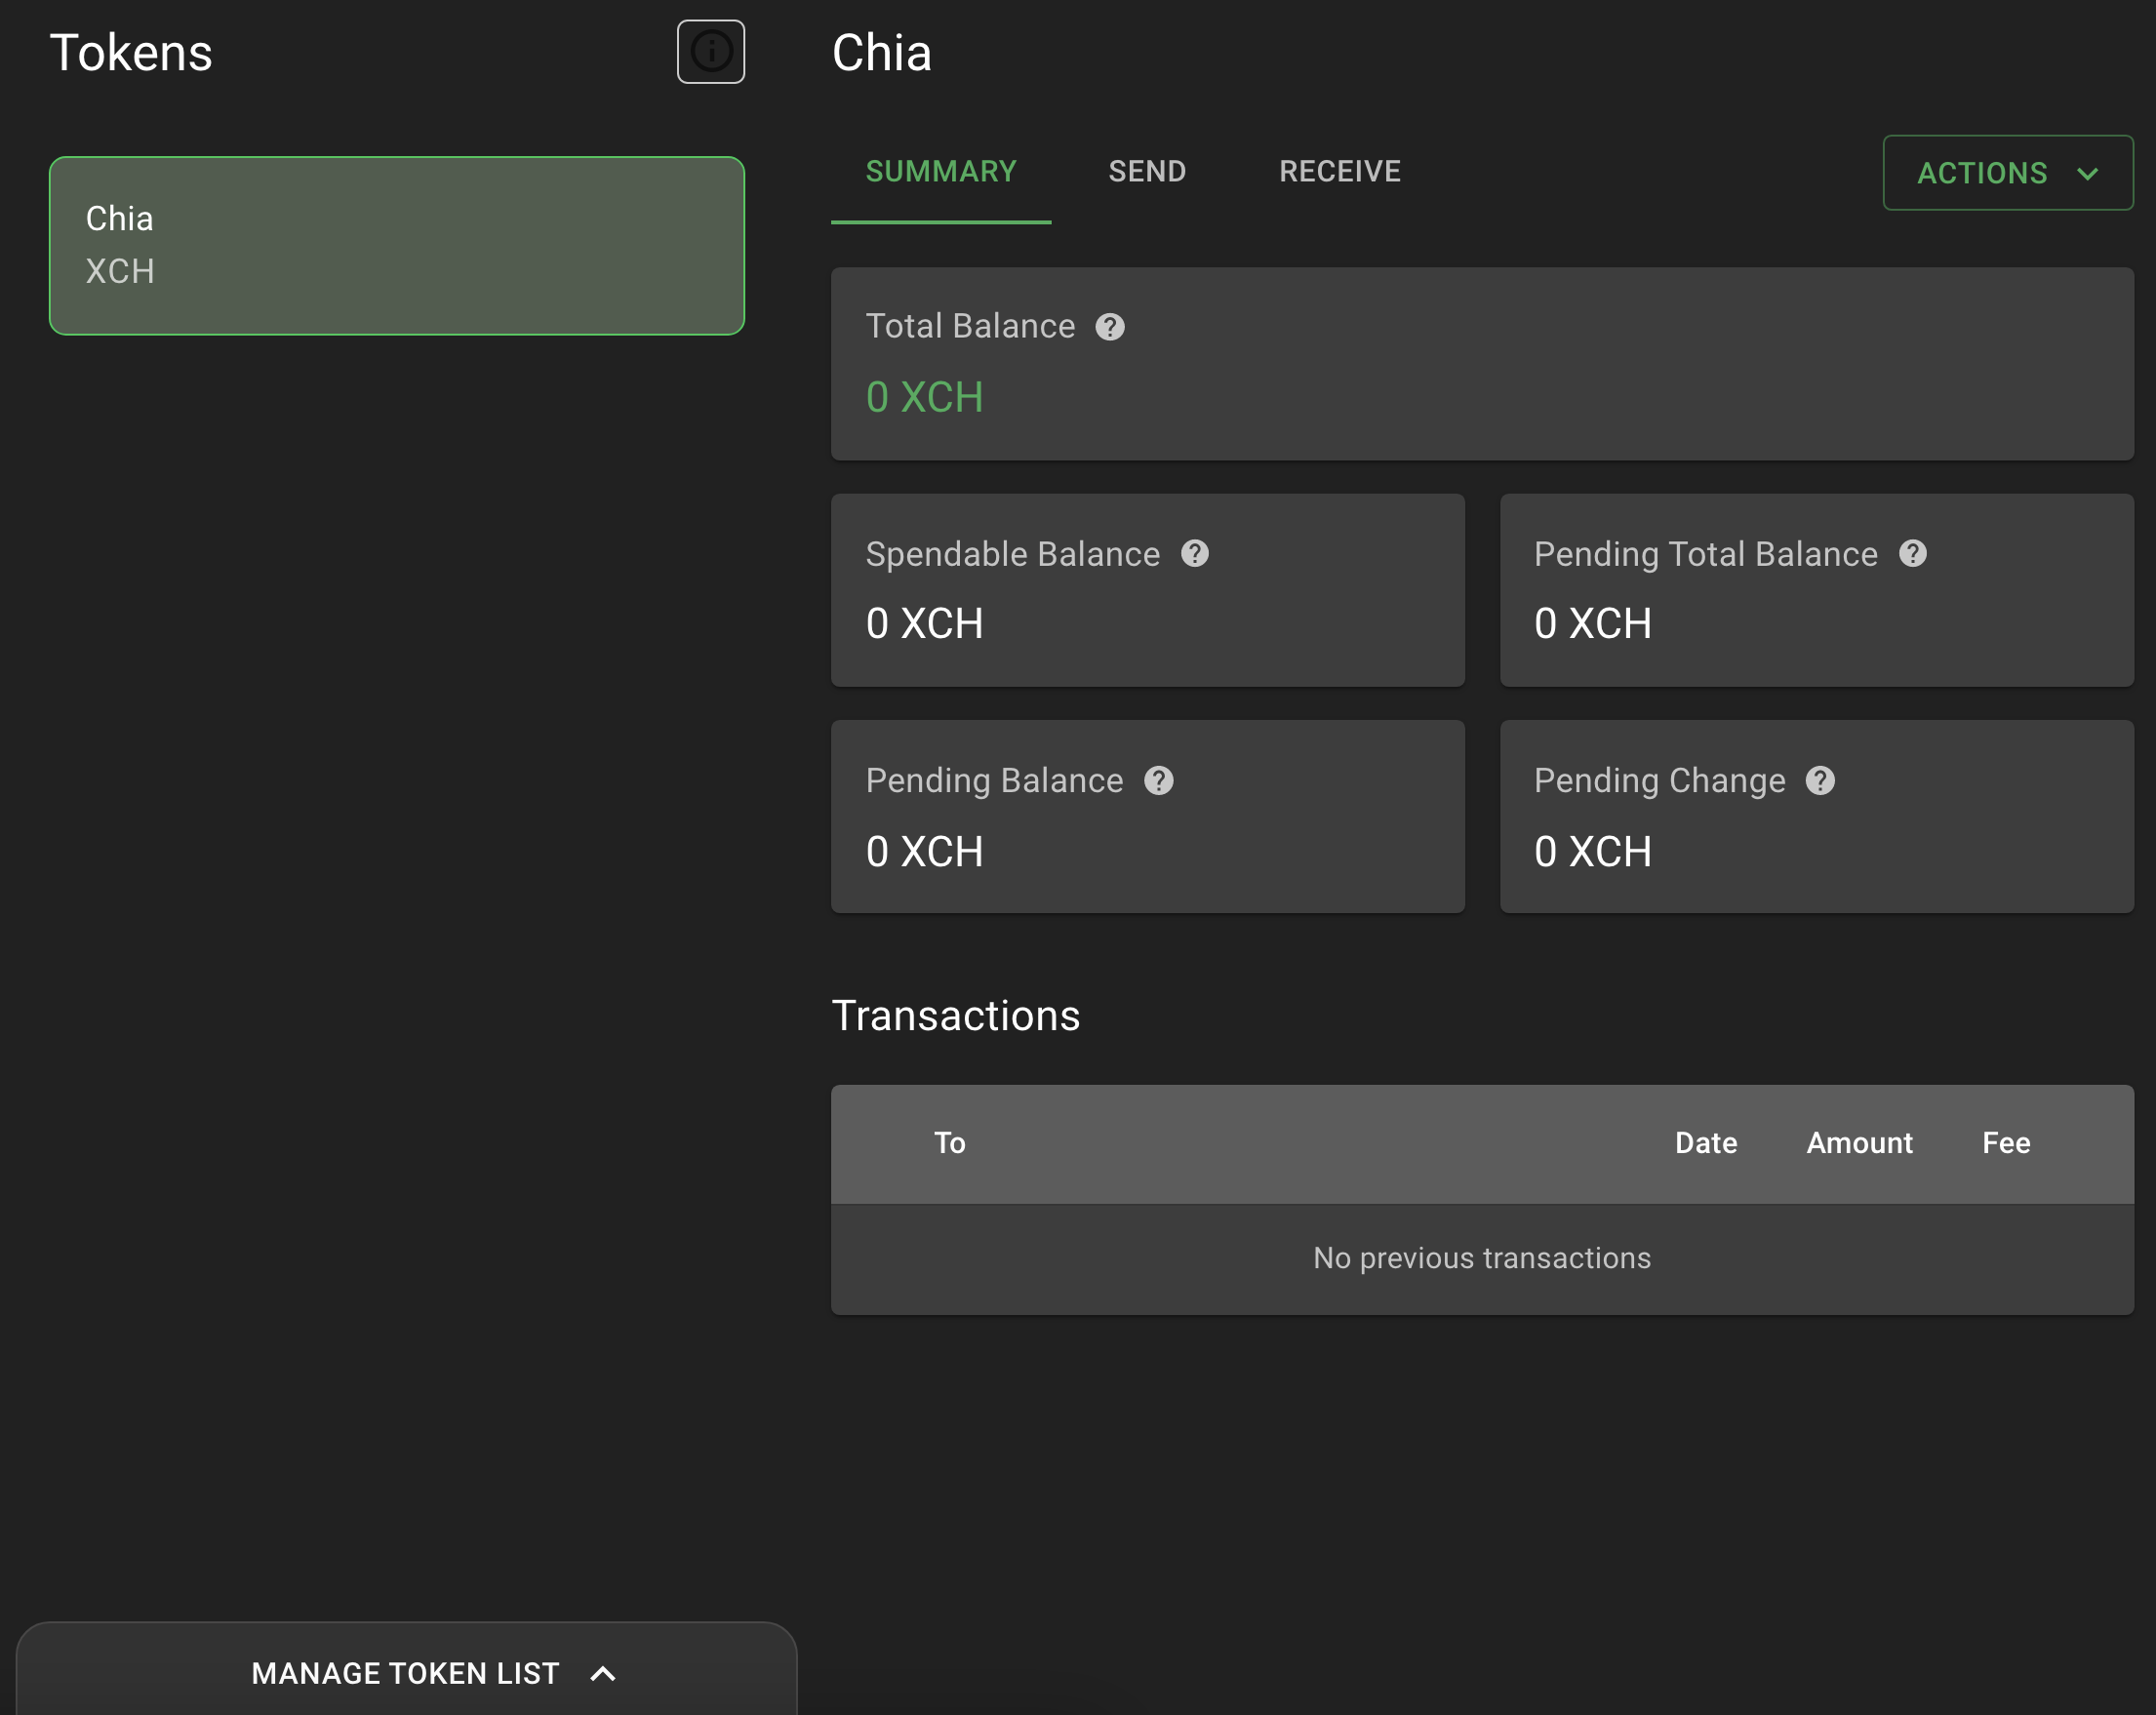 Tokens
Chia
XCH
MANAGE TOKEN LIST
Chia
SUMMARY SEND RECEIVE ACTIONS
Total Balance
0 XCH
Spendable Balance
0 XCH
Pending Total Balance
0 XCH
Pending Balance
0 XCH
Pending Change
0 XCH
Transactions
To Date Amount Fee
No previous transactions